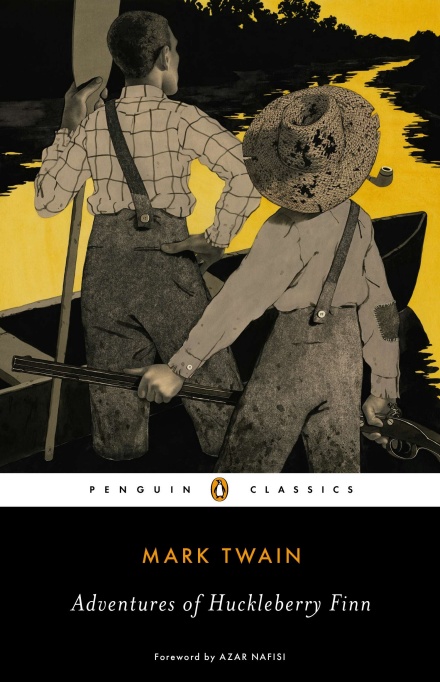 PENGUIN CLASSICS
MARK TWAIN
Adventures of Huckleberry Finn
Foreword by AZAR NAFISI